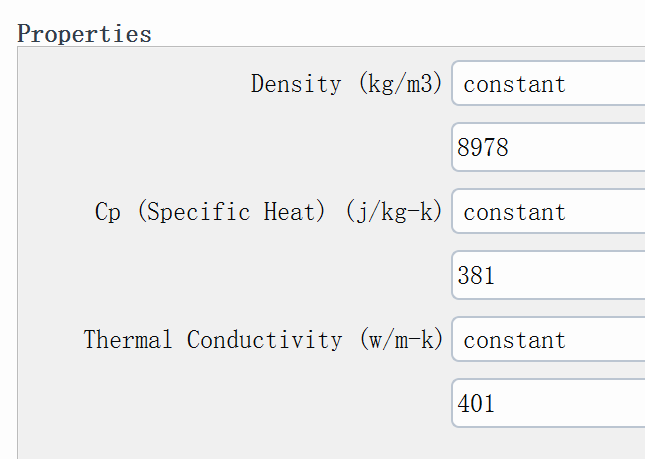 Properties
Density (kg/m3) constant
8978
Cp (Specific Heat) (j/kg-k) constant
381
Thermal Conductivity (w/m-k) constant
401